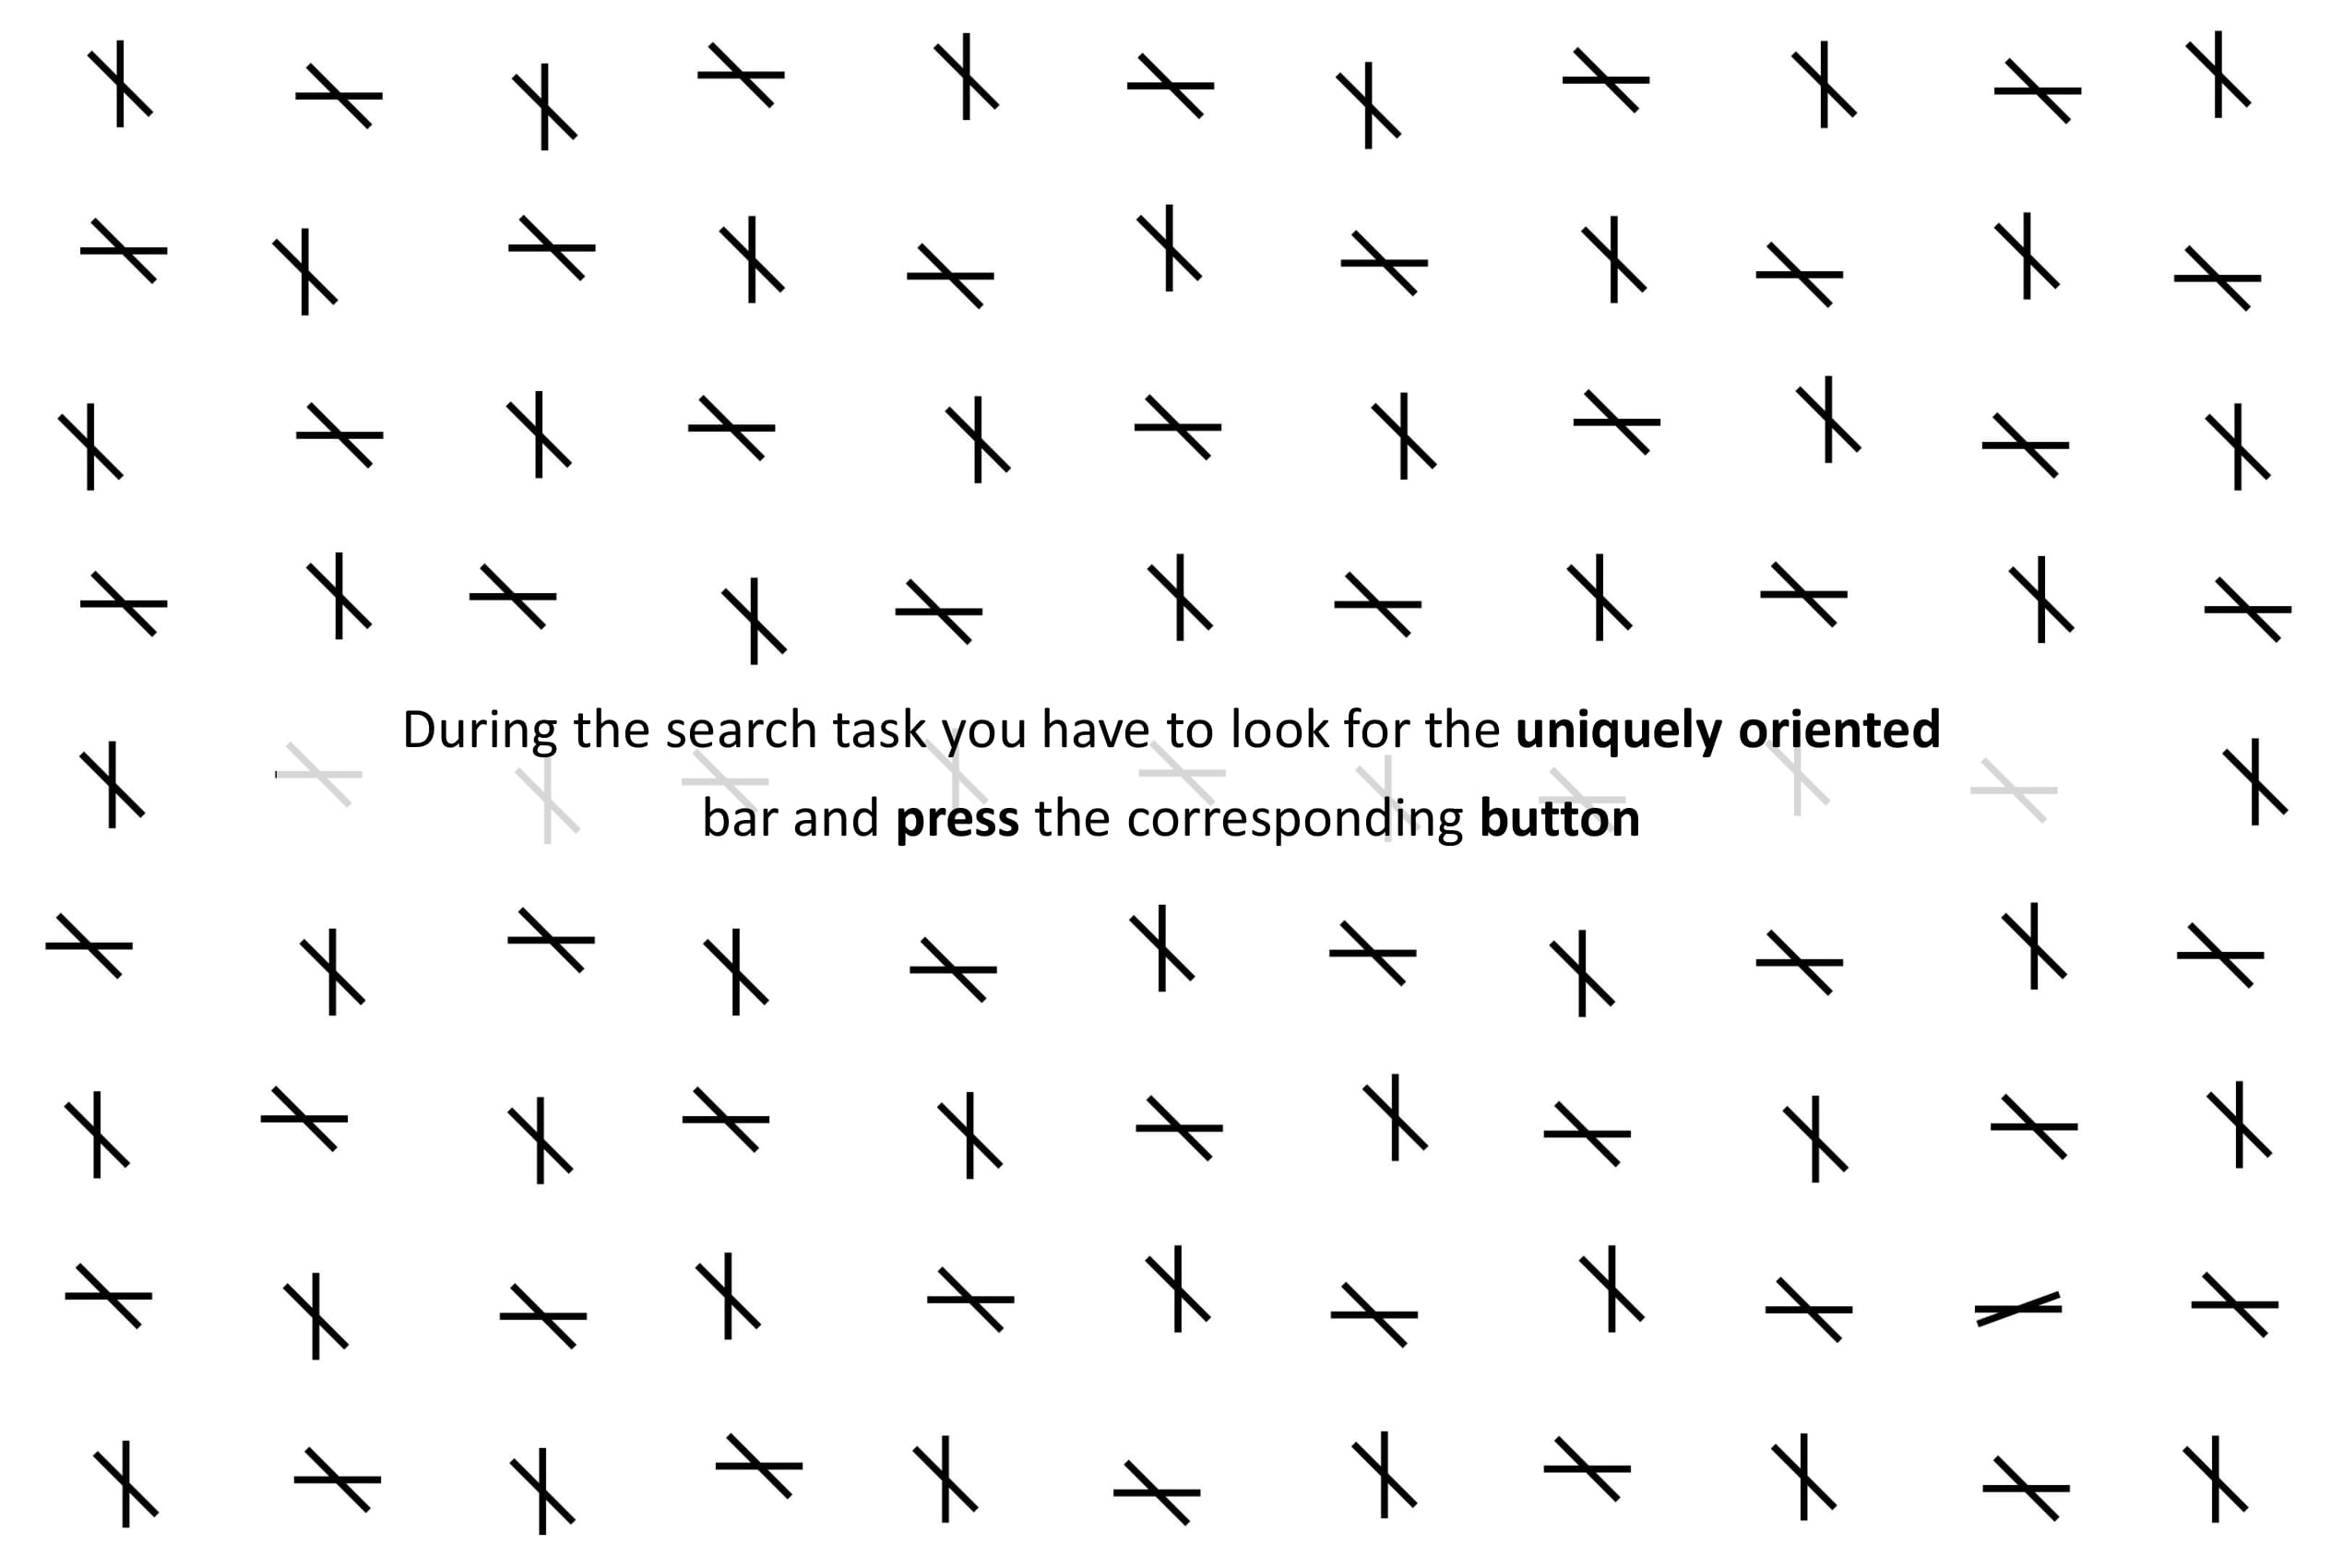 During the search task you have to look for the uniquely oriented
bar and press the corresponding button